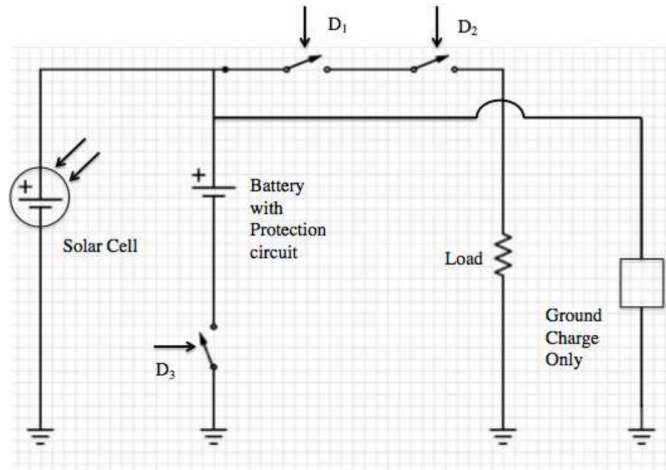 D₁
D₂
+
+
Battery
with
Protection
circuit
Solar Cell
Load
Ground
Charge
Only
D₃